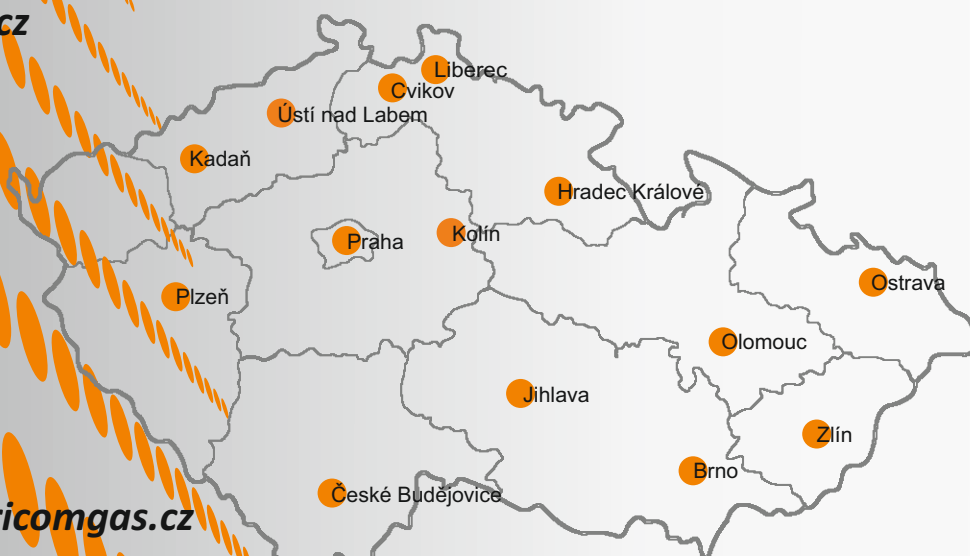 cz
Liberec
Cvikov
Ústí nad Labem
Kadaň
Hradec Králové
Kolín
Praha
Ostrava
Plzeň
Olomouc
Jihlava
Zlín
Brno
České Budějovice
ricomgas.cz